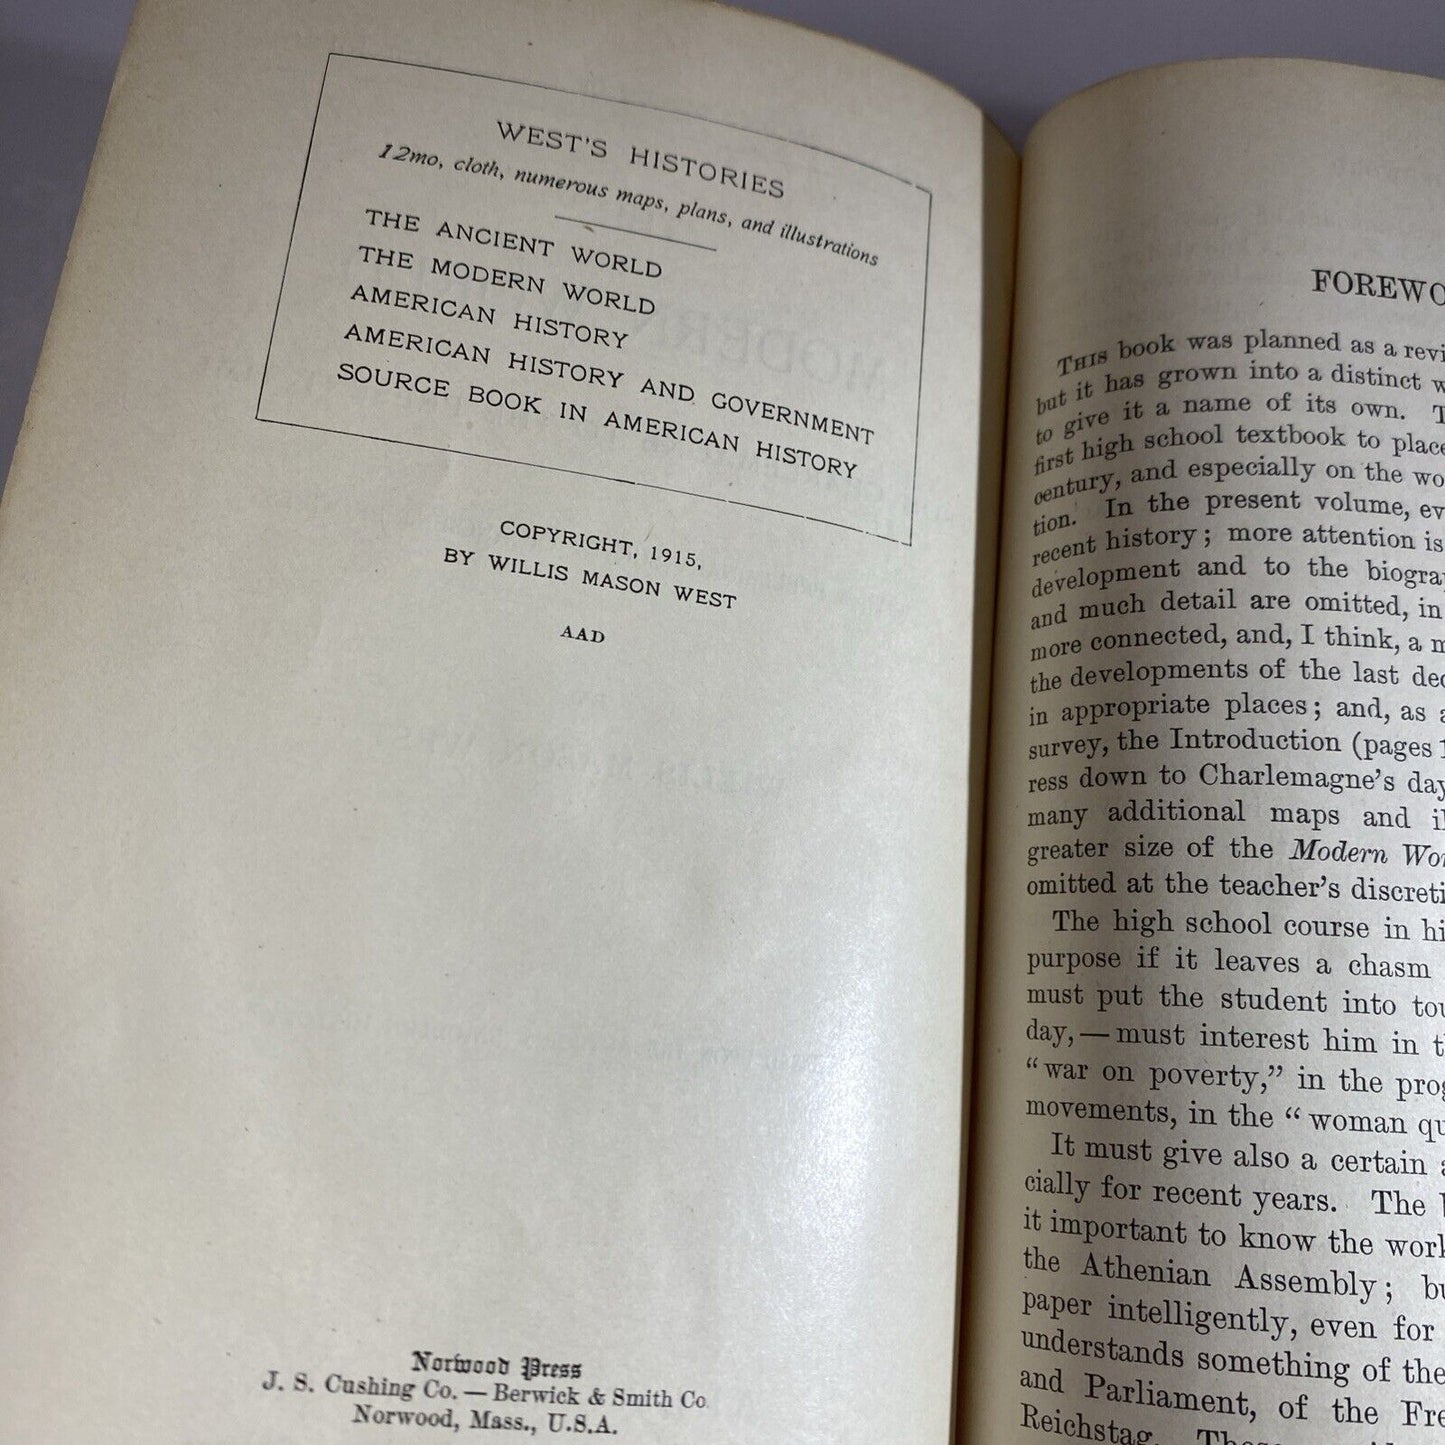 WEST'S HISTORIES
12mo, cloth, numerous maps, plans, and illustrations
THE ANCIENT WORLD
THE MODERN WORLD
AMERICAN HISTORY
AMERICAN HISTORY AND GOVERNMENT
SOURCE BOOK IN AMERICAN HISTORY
COPYRIGHT, 1915,
BY WILLIS MASON WEST
AAD
Norwood Press
J. S. Cushing Co. — Berwick & Smith Co
Norwood, Mass., U.S.A.
FOREWO
THIS book was planned as a revi
but it has grown into a distinct w
to give it a name of its own. T
first high school textbook to place
century, and especially on the wo
tion. In the present volume, ev
recent history; more attention is
development and to the biogra
and much detail are omitted, in
more connected, and, I think, a m
the developments of the last dec
in appropriate places; and, as a
survey, the Introduction (pages 1
ress down to Charlemagne's day
many additional maps and il
greater size of the Modern Wor
omitted at the teacher's discreti
The high school course in hi
purpose if it leaves a chasm
must put the student into tou
day, — must interest him in t
"war on poverty," in the prog
movements, in the "woman qu
It must give also a certain a
cially for recent years. The
it important to know the work
the Athenian Assembly; bu
paper intelligently, even for
understands something of the
and Parliament, of the Fre
Reichstag.